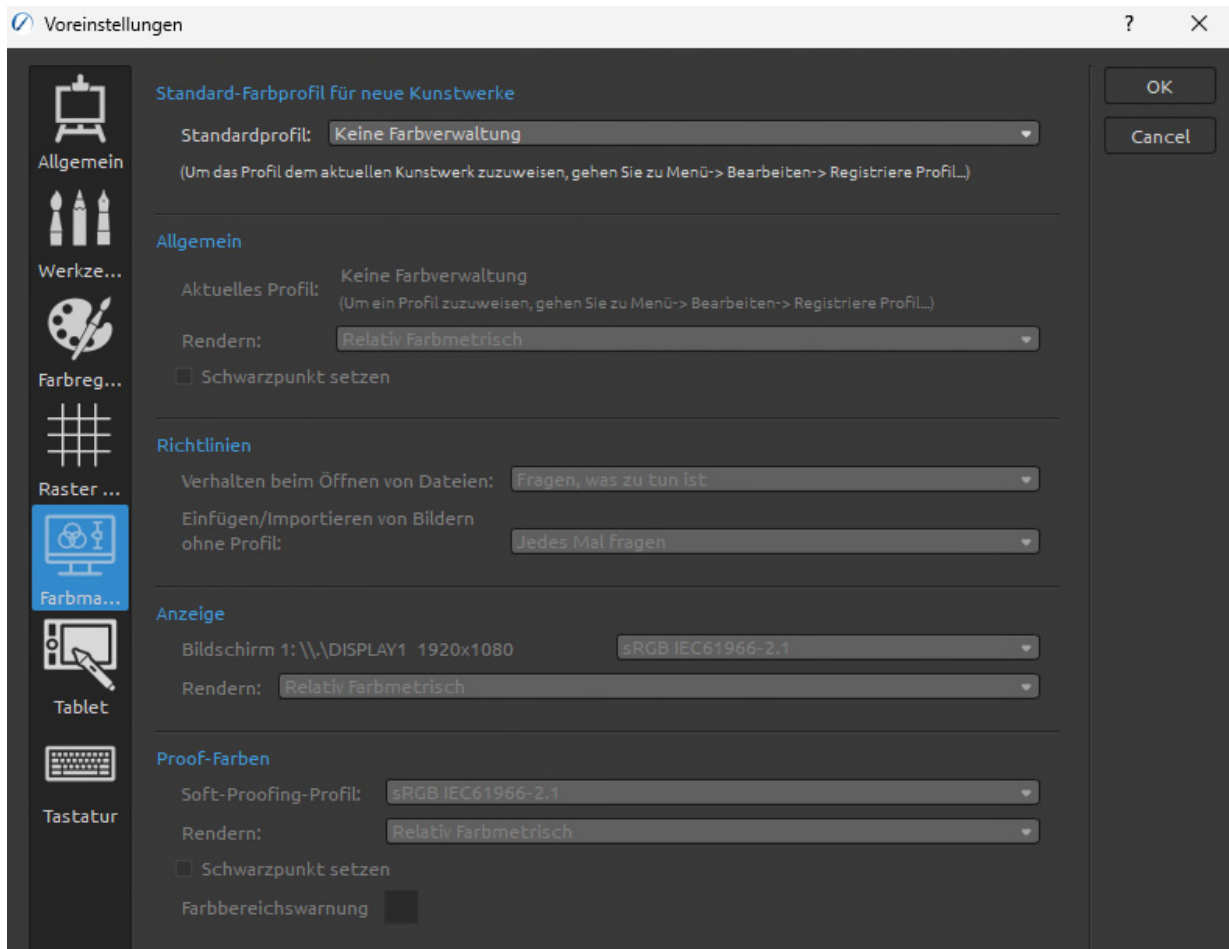 Voreinstellungen
?
OK
Cancel
Allgemein
Werkze...
Farbreg...
Raster ...
Farbma...
Tablet
Tastatur
Standard-Farbprofil für neue Kunstwerke
Standardprofil: Keine Farbverwaltung
(Um das Profil dem aktuellen Kunstwerk zuzuweisen, gehen Sie zu Menü-> Bearbeiten-> Registriere Profil...)
Allgemein
Aktuelles Profil: Keine Farbverwaltung
(Um ein Profil zuzuweisen, gehen Sie zu Menü-> Bearbeiten-> Registriere Profil...)
Rendern: Relativ Farbmetrisch
Schwarzpunkt setzen
Richtlinien
Verhalten beim Öffnen von Dateien: Fragen, was zu tun ist
Einfügen/Importieren von Bildern
ohne Profil: Jedes Mal fragen
Anzeige
Bildschirm 1: \\.\DISPLAY1 1920x1080 sRGB IEC61966-2.1
Rendern: Relativ Farbmetrisch
Proof-Farben
Soft-Proofing-Profil: sRGB IEC61966-2.1
Rendern: Relativ Farbmetrisch
Schwarzpunkt setzen
Farbbereichswarnung